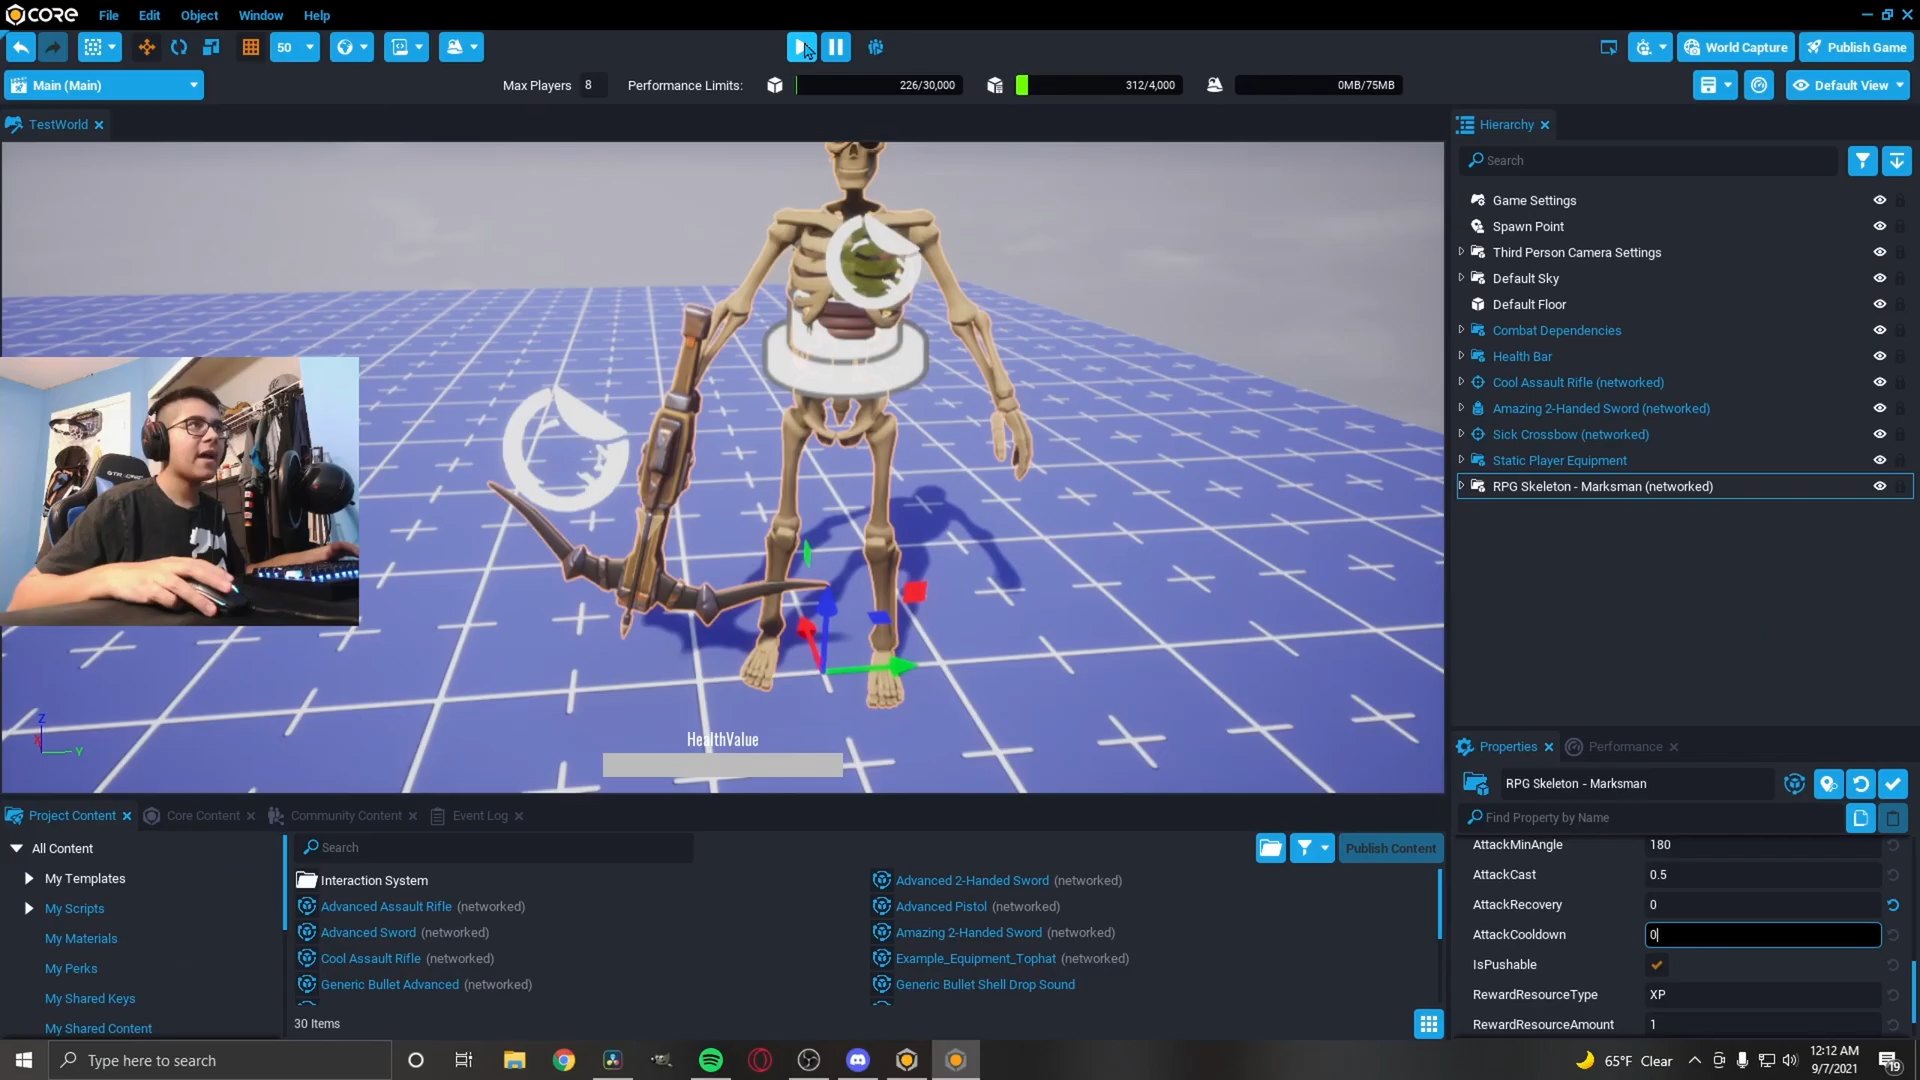 CORE File Edit Object Window Help
50 World Capture Publish Game
Main (Main) Max Players 8 Performance Limits: 226/30,000 312/4,000 0MB/75MB Default View
TestWorld
Hierarchy
Search
Game Settings
Spawn Point
Third Person Camera Settings
Default Sky
Default Floor
Combat Dependencies
Health Bar
Cool Assault Rifle (networked)
Amazing 2-Handed Sword (networked)
Sick Crossbow (networked)
Static Player Equipment
RPG Skeleton - Marksman (networked)
Z
X
Y
HealthValue
Properties Performance
RPG Skeleton - Marksman
Find Property by Name
AttackMinAngle 180
AttackCast 0.5
AttackRecovery 0
AttackCooldown 0
IsPushable
RewardResourceType XP
RewardResourceAmount 1
Project Content Core Content Community Content Event Log
All Content
My Templates
My Scripts
My Materials
My Perks
My Shared Keys
My Shared Content
Search
Publish Content
Interaction System
Advanced Assault Rifle (networked)
Advanced Sword (networked)
Cool Assault Rifle (networked)
Generic Bullet Advanced (networked)
Advanced 2-Handed Sword (networked)
Advanced Pistol (networked)
Amazing 2-Handed Sword (networked)
Example_Equipment_Tophat (networked)
Generic Bullet Shell Drop Sound
30 Items
Type here to search
65°F Clear
12:12 AM
9/7/2021
19